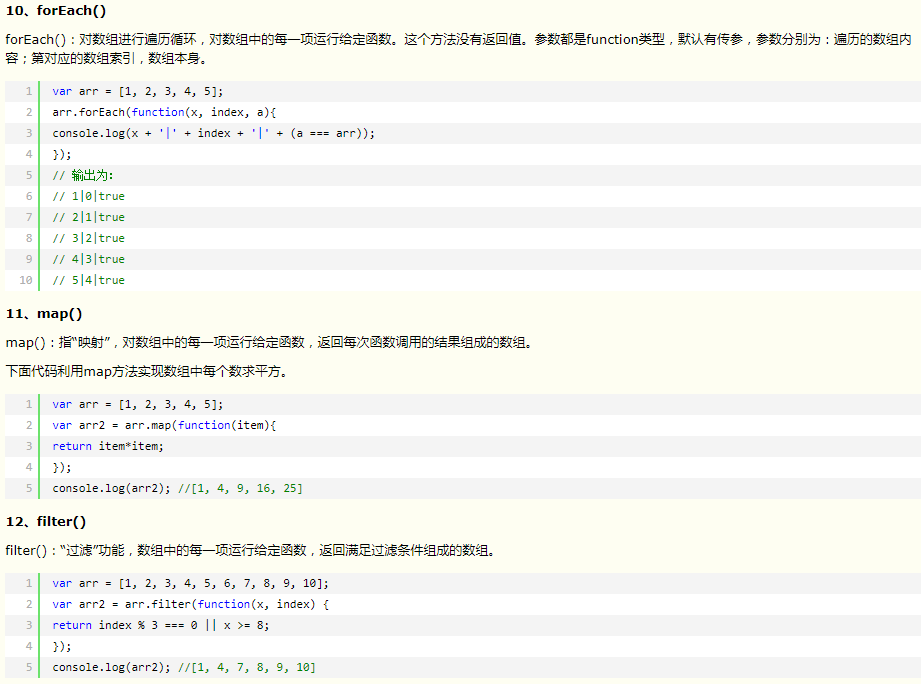 10、forEach()
forEach()：对数组进行遍历循环，对数组中的每一项运行给定函数。这个方法没有返回值。参数都是function类型，默认有传参，参数分别为：遍历的数组内
容；第对应的数组索引，数组本身。
1 var arr = [1, 2, 3, 4, 5];
2 arr.forEach(function(x, index, a){
3 console.log(x + '|' + index + '|' + (a === arr));
4 });
5 // 输出为:
6 // 1|0|true
7 // 2|1|true
8 // 3|2|true
9 // 4|3|true
10 // 5|4|true
11、map()
map()：指“映射”，对数组中的每一项运行给定函数，返回每次函数调用的结果组成的数组。
下面代码利用map方法实现数组中每个数求平方。
1 var arr = [1, 2, 3, 4, 5];
2 var arr2 = arr.map(function(item){
3 return item*item;
4 });
5 console.log(arr2); //[1, 4, 9, 16, 25]
12、filter()
filter()：“过滤”功能，数组中的每一项运行给定函数，返回满足过滤条件组成的数组。
1 var arr = [1, 2, 3, 4, 5, 6, 7, 8, 9, 10];
2 var arr2 = arr.filter(function(x, index) {
3 return index % 3 === 0 || x >= 8;
4 });
5 console.log(arr2); //[1, 4, 7, 8, 9, 10]